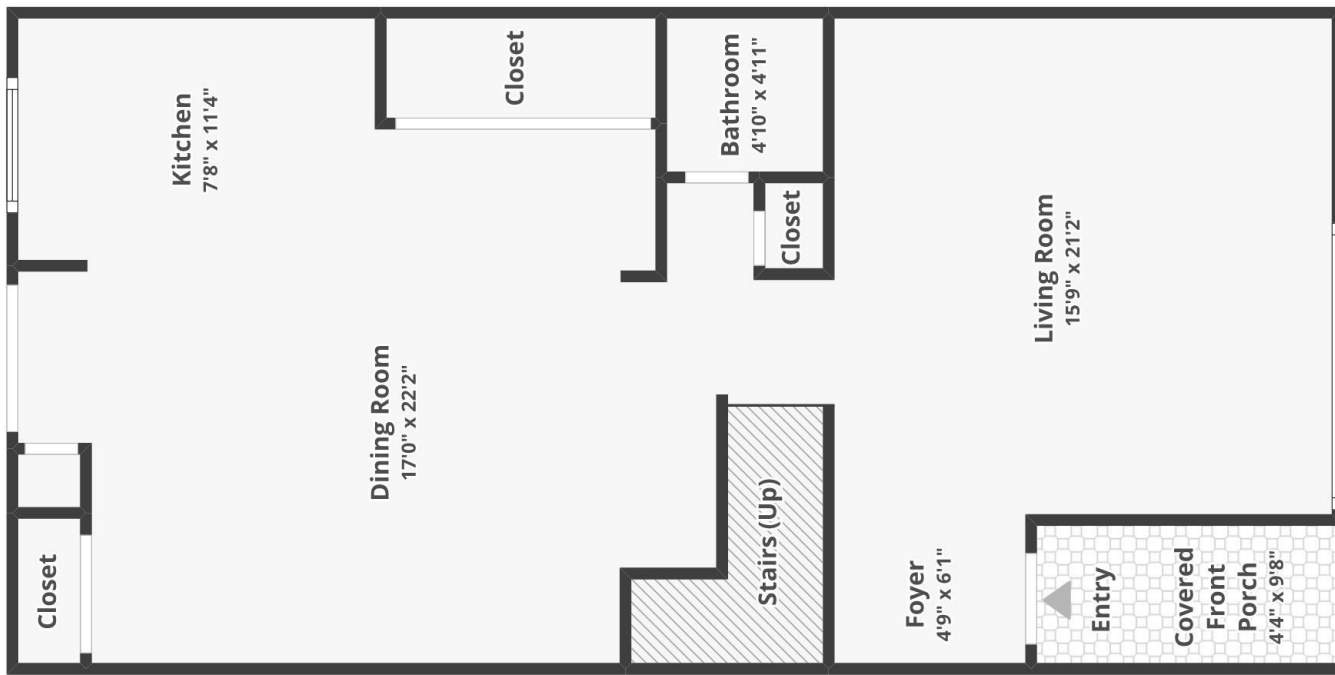 Kitchen
7'8" x 11'4"
Closet
Bathroom
4'10" x 4'11"
Closet
Living Room
15'9" x 21'2"
Dining Room
17'0" x 22'2"
Closet
Stairs (Up)
Foyer
4'9" x 6'1"
Entry
Covered
Front
Porch
4'4" x 9'8"